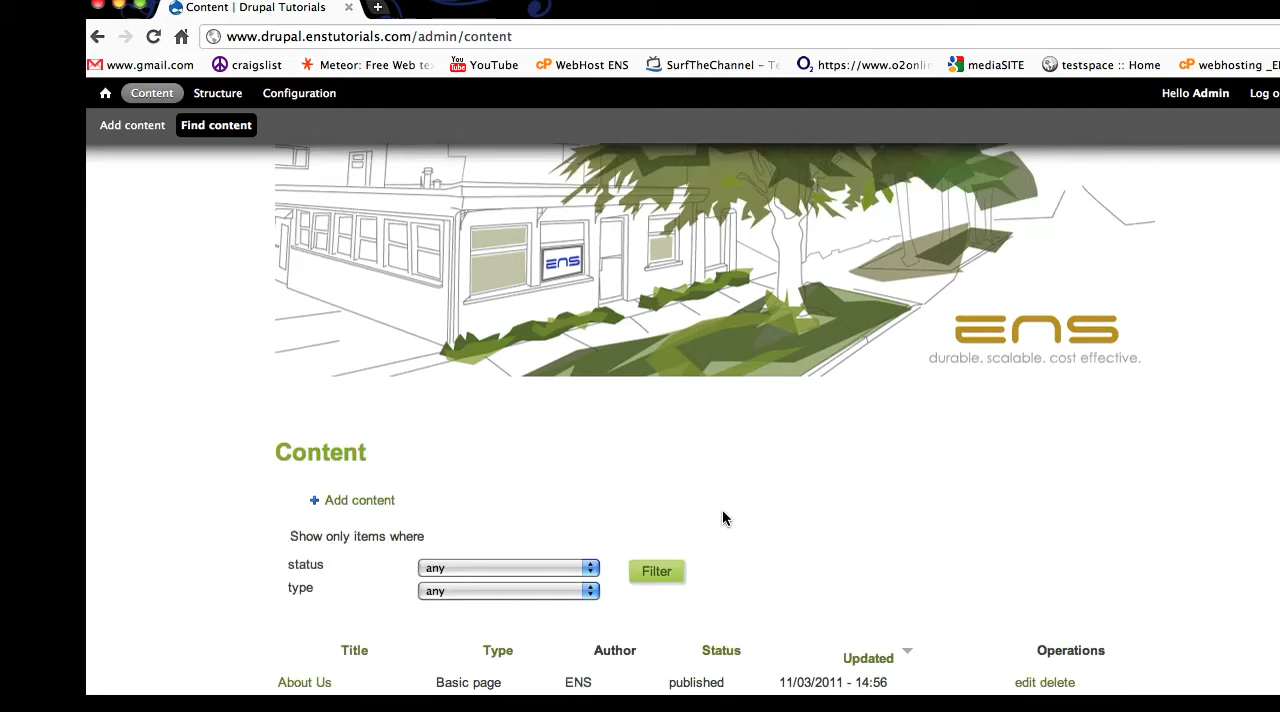 Content | Drupal Tutorials
www.drupal.enstutorials.com/admin/content
www.gmail.com craigslist Meteor: Free Web te YouTube WebHost ENS SurfTheChannel - Te https://www.o2onlin mediaSITE testspace :: Home webhosting _E
Content Structure Configuration Hello Admin Log o
Add content Find content
ENS
ENS
durable. scalable. cost effective.
Content
Add content
Show only items where
status any Filter
type any
Title Type Author Status Updated Operations
About Us Basic page ENS published 11/03/2011 - 14:56 edit delete